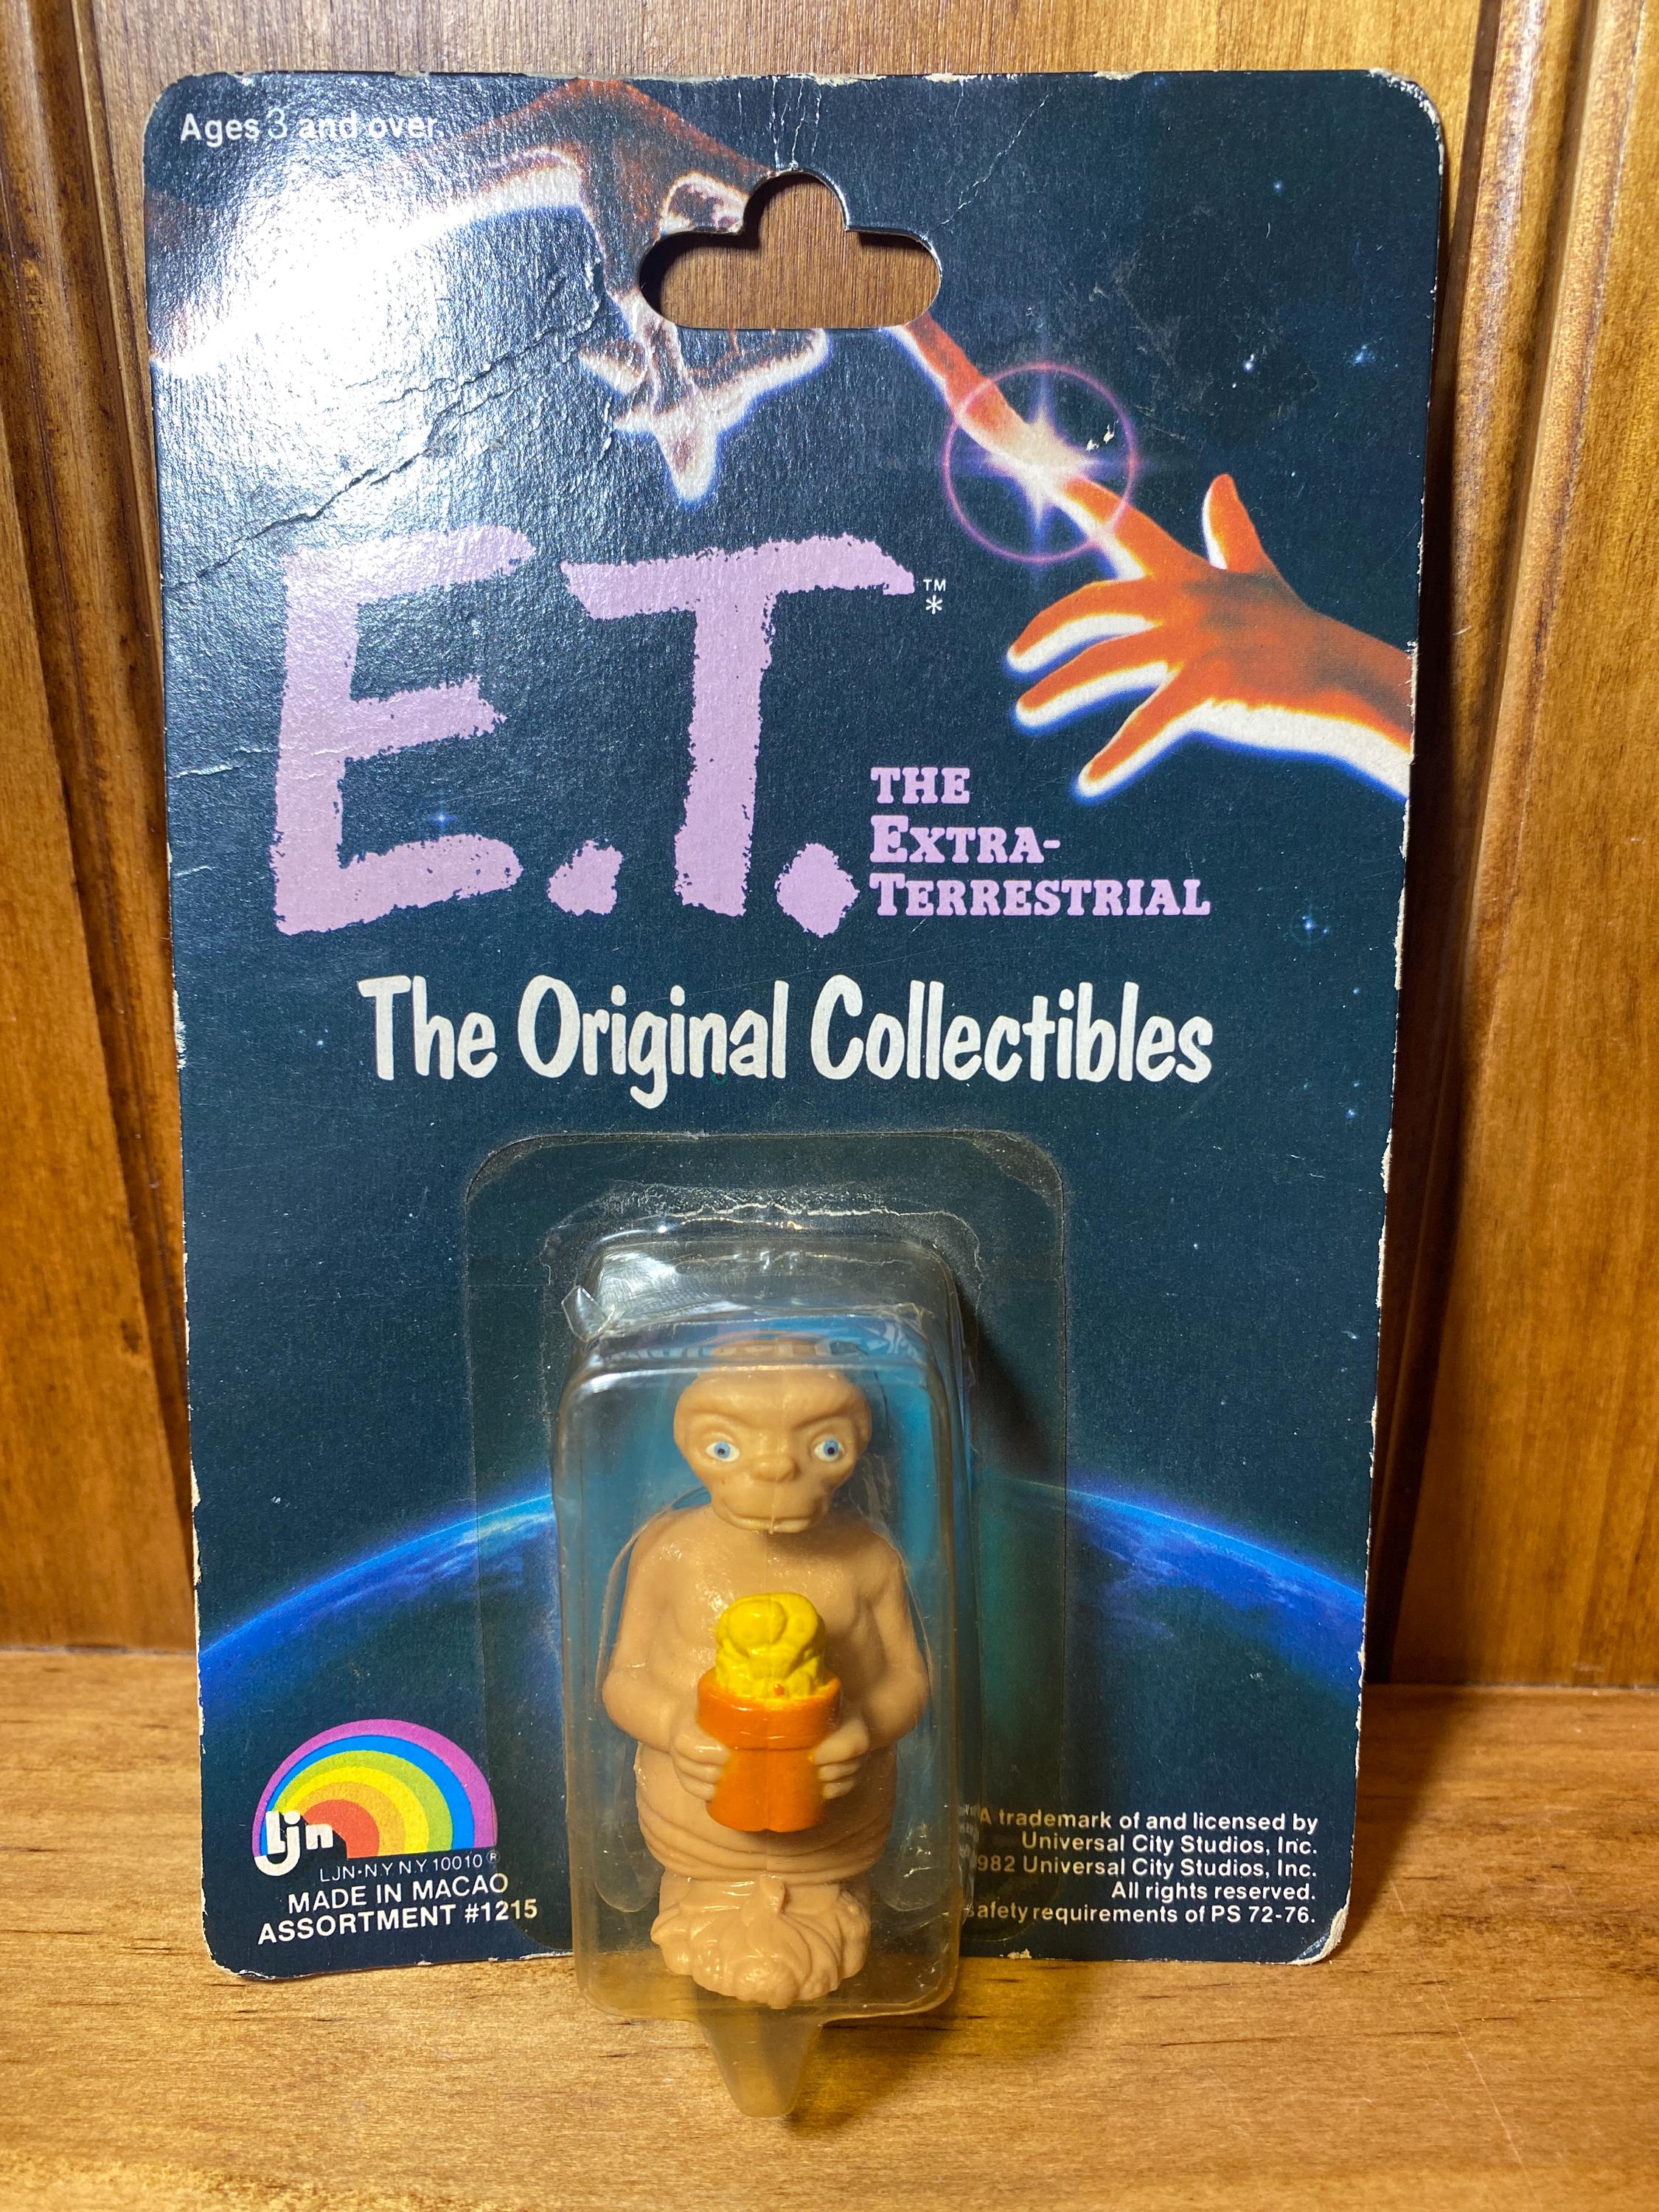 Ages 3 and over.
E.T.
™
*
THE
EXTRA-
TERRESTRIAL
The Original Collectibles
ljn
LJN•N.Y.N.Y. 10010®
MADE IN MACAO
ASSORTMENT #1215
A trademark of and licensed by
Universal City Studios, Inc.
982 Universal City Studios, Inc.
All rights reserved.
safety requirements of PS 72-76.